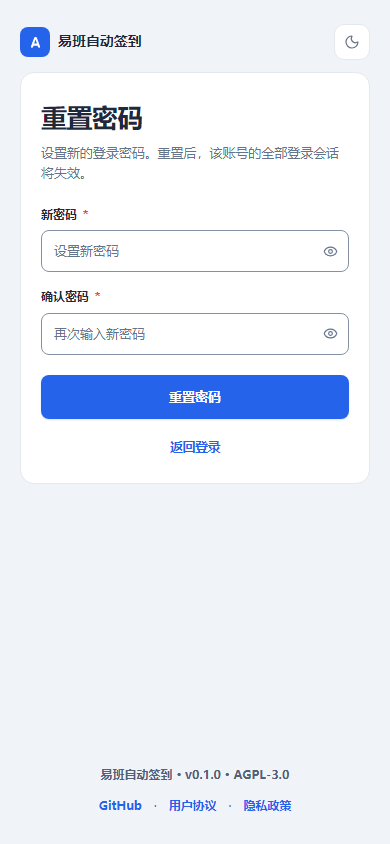 A 易班自动签到
重置密码
设置新的登录密码。重置后，该账号的全部登录会话
将失效。
新密码 *
设置新密码
确认密码 *
再次输入新密码
重置密码
返回登录
易班自动签到 • v0.1.0 • AGPL-3.0
GitHub · 用户协议 · 隐私政策